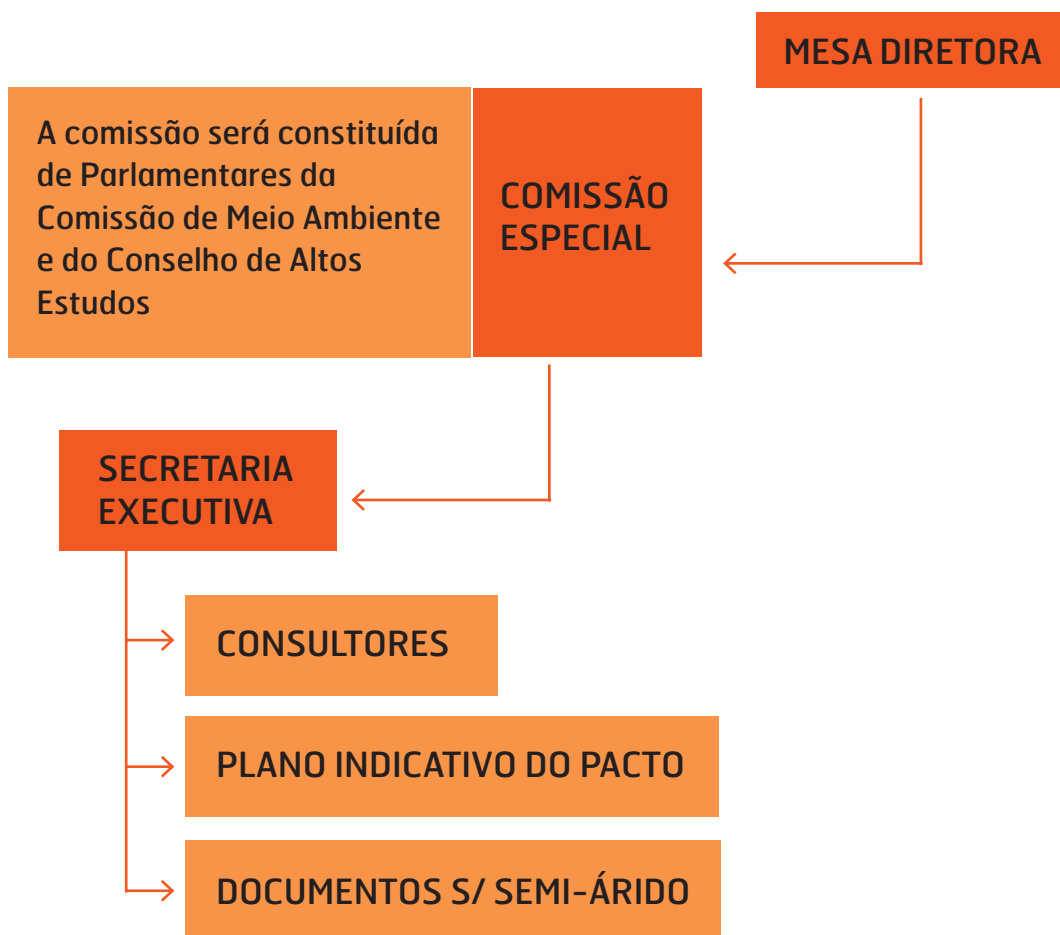 MESA DIRETORA
A comissão será constituída
de Parlamentares da
Comissão de Meio Ambiente
e do Conselho de Altos
Estudos
COMISSÃO
ESPECIAL
SECRETARIA
EXECUTIVA
CONSULTORES
PLANO INDICATIVO DO PACTO
DOCUMENTOS S/ SEMI-ÁRIDO